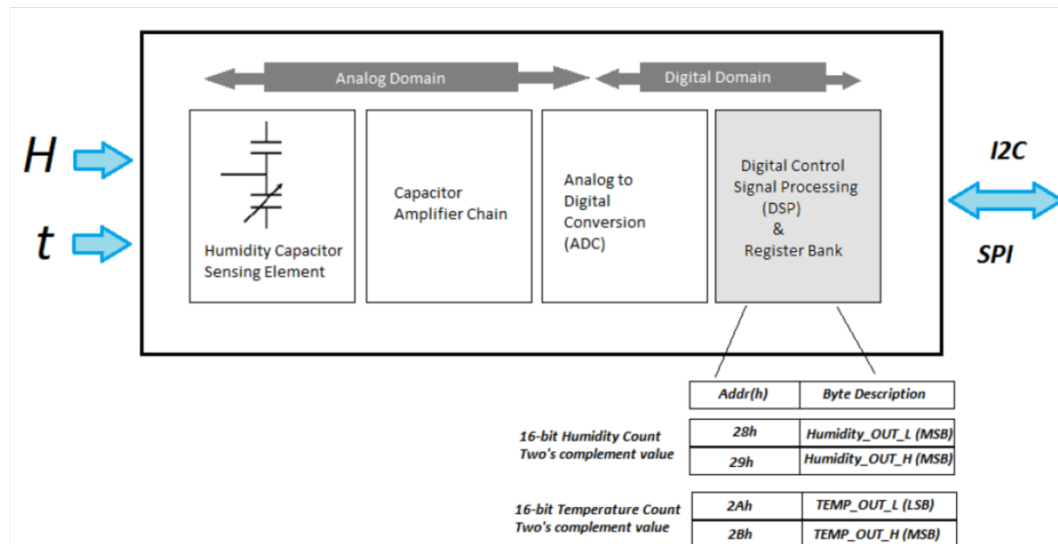 Analog Domain
Digital Domain
H
t
Humidity Capacitor
Sensing Element
Capacitor
Amplifier Chain
Analog to
Digital
Conversion
(ADC)
Digital Control
Signal Processing
(DSP)
&
Register Bank
I2C
SPI
Addr(h) Byte Description
16-bit Humidity Count
Two's complement value
28h Humidity_OUT_L (MSB)
29h Humidity_OUT_H (MSB)
16-bit Temperature Count
Two's complement value
2Ah TEMP_OUT_L (LSB)
2Bh TEMP_OUT_H (MSB)